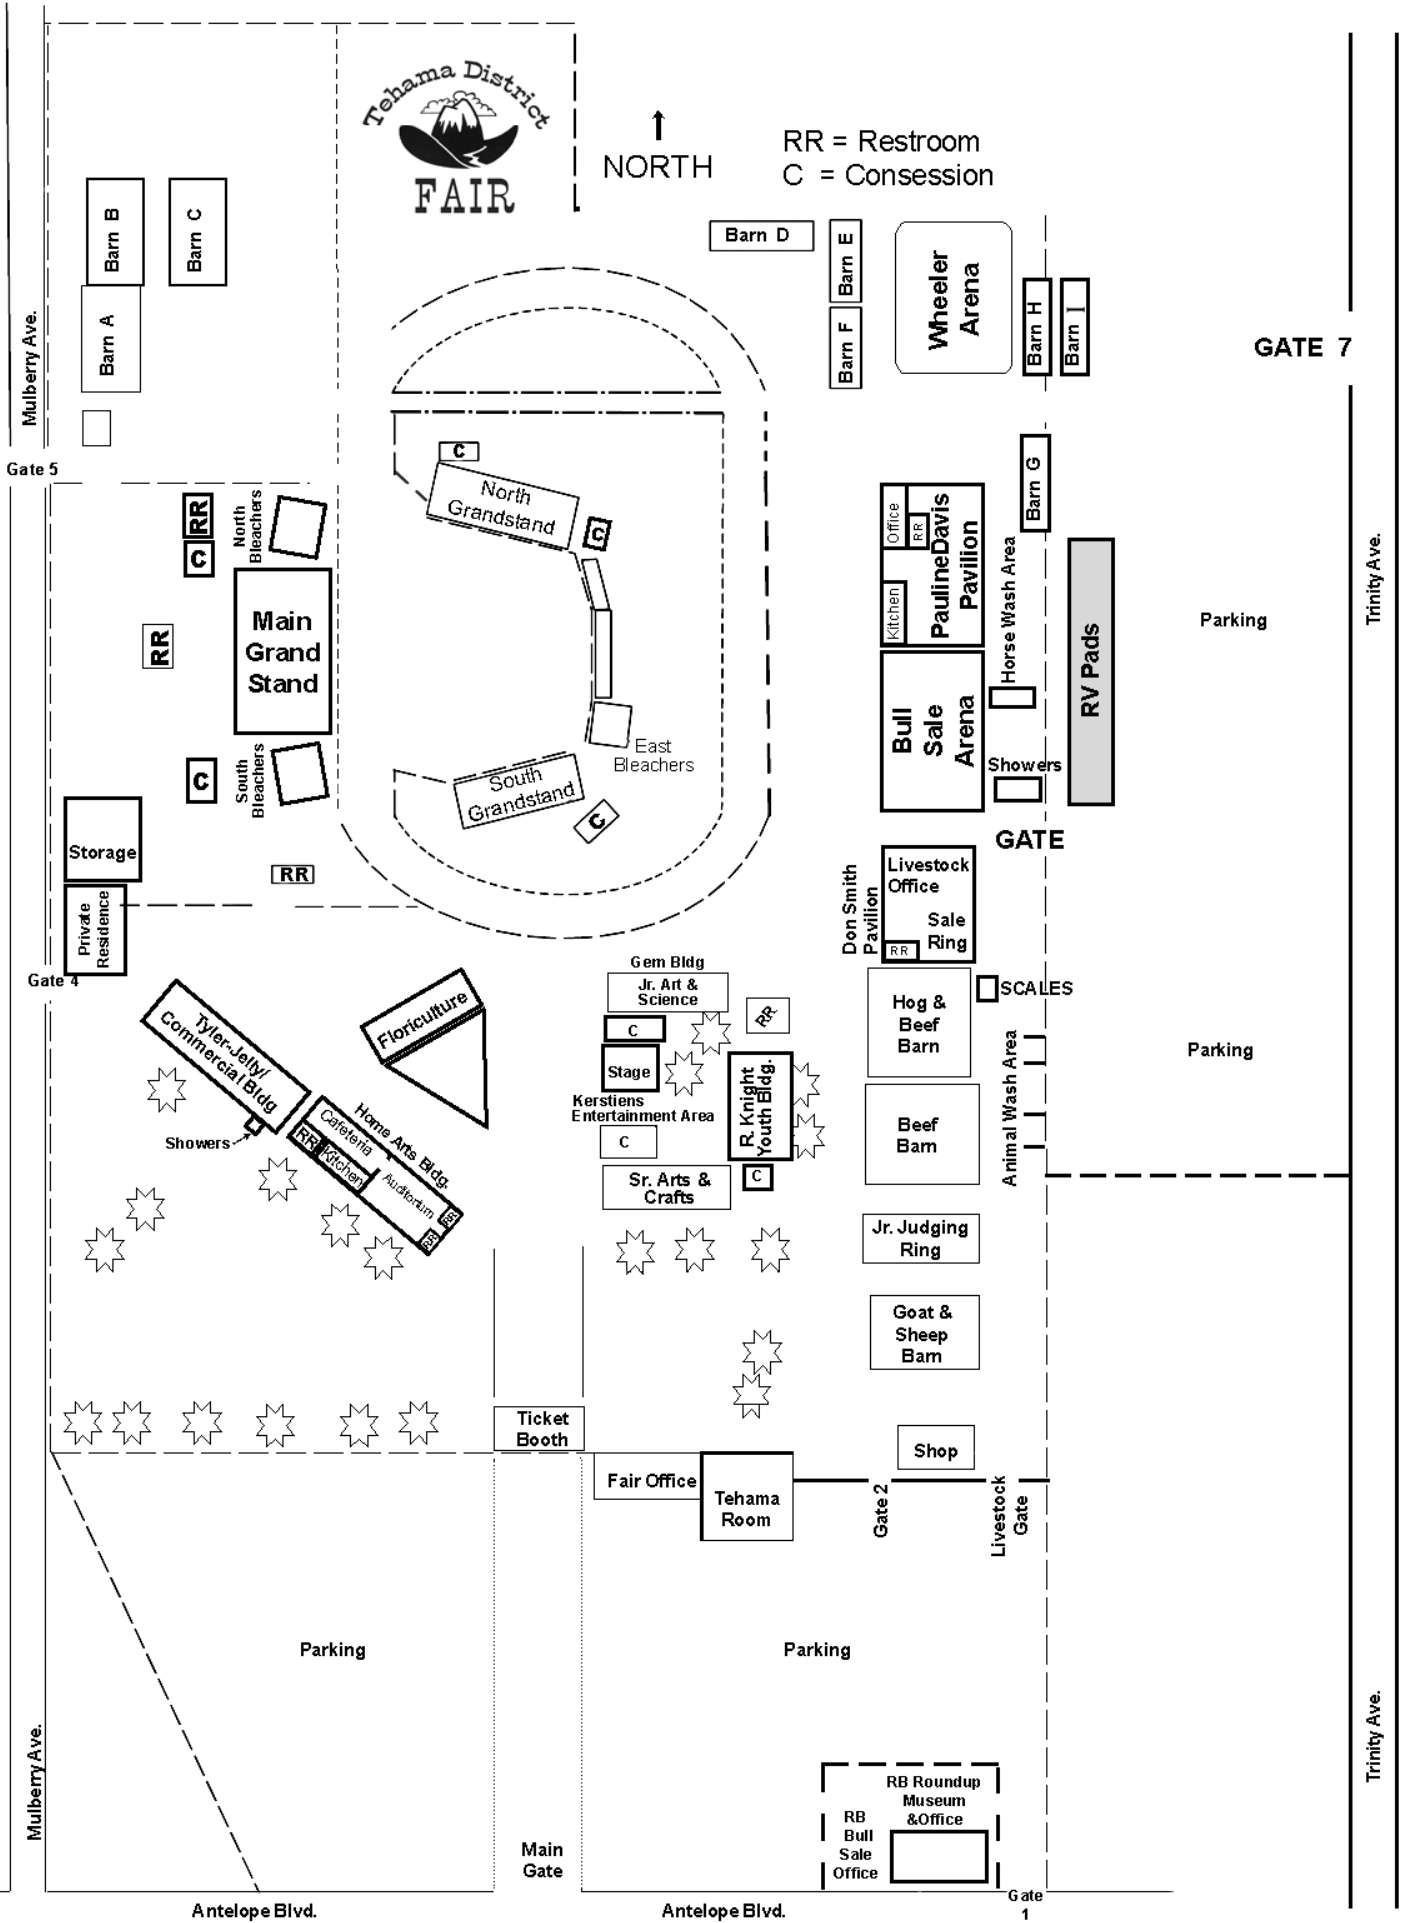 Tehama District
FAIR
NORTH
RR = Restroom
C = Consession
Barn B
Barn C
Barn A
Barn D
Barn E
Barn F
Wheeler
Arena
Barn H
Barn I
GATE 7
Mulberry Ave.
Gate 5
C
North
Grandstand
C
RR
C
North
Bleachers
Main
Grand
Stand
RR
C
South
Bleachers
East
Bleachers
South
Grandstand
C
Barn G
Office
RR
Kitchen
PaulineDavis
Pavilion
Horse Wash Area
RV Pads
Parking
Trinity Ave.
Bull
Sale
Arena
Showers
GATE
Storage
Private
Residence
RR
Gate 4
Don Smith
Pavilion
Livestock
Office
Sale
Ring
RR
Gem Bldg
Jr. Art &
Science
RR
C
Stage
Kerstiens
Entertainment Area
R. Knight
Youth Bldg.
C
C
Sr. Arts &
Crafts
Hog &
Beef
Barn
SCALES
Animal Wash Area
Parking
Beef
Barn
Floriculture
Tyler-Jelly/
Commercial Bldg
Showers
Home Arts Bldg.
Cafeteria
RR
Kitchen
Auditorium
RR
RR
Jr. Judging
Ring
Goat &
Sheep
Barn
Ticket
Booth
Shop
Fair Office
Tehama
Room
Gate 2
Livestock
Gate
Parking
Parking
Mulberry Ave.
Trinity Ave.
RB Roundup
Museum
&Office
RB
Bull
Sale
Office
Main
Gate
Gate
1
Antelope Blvd.
Antelope Blvd.